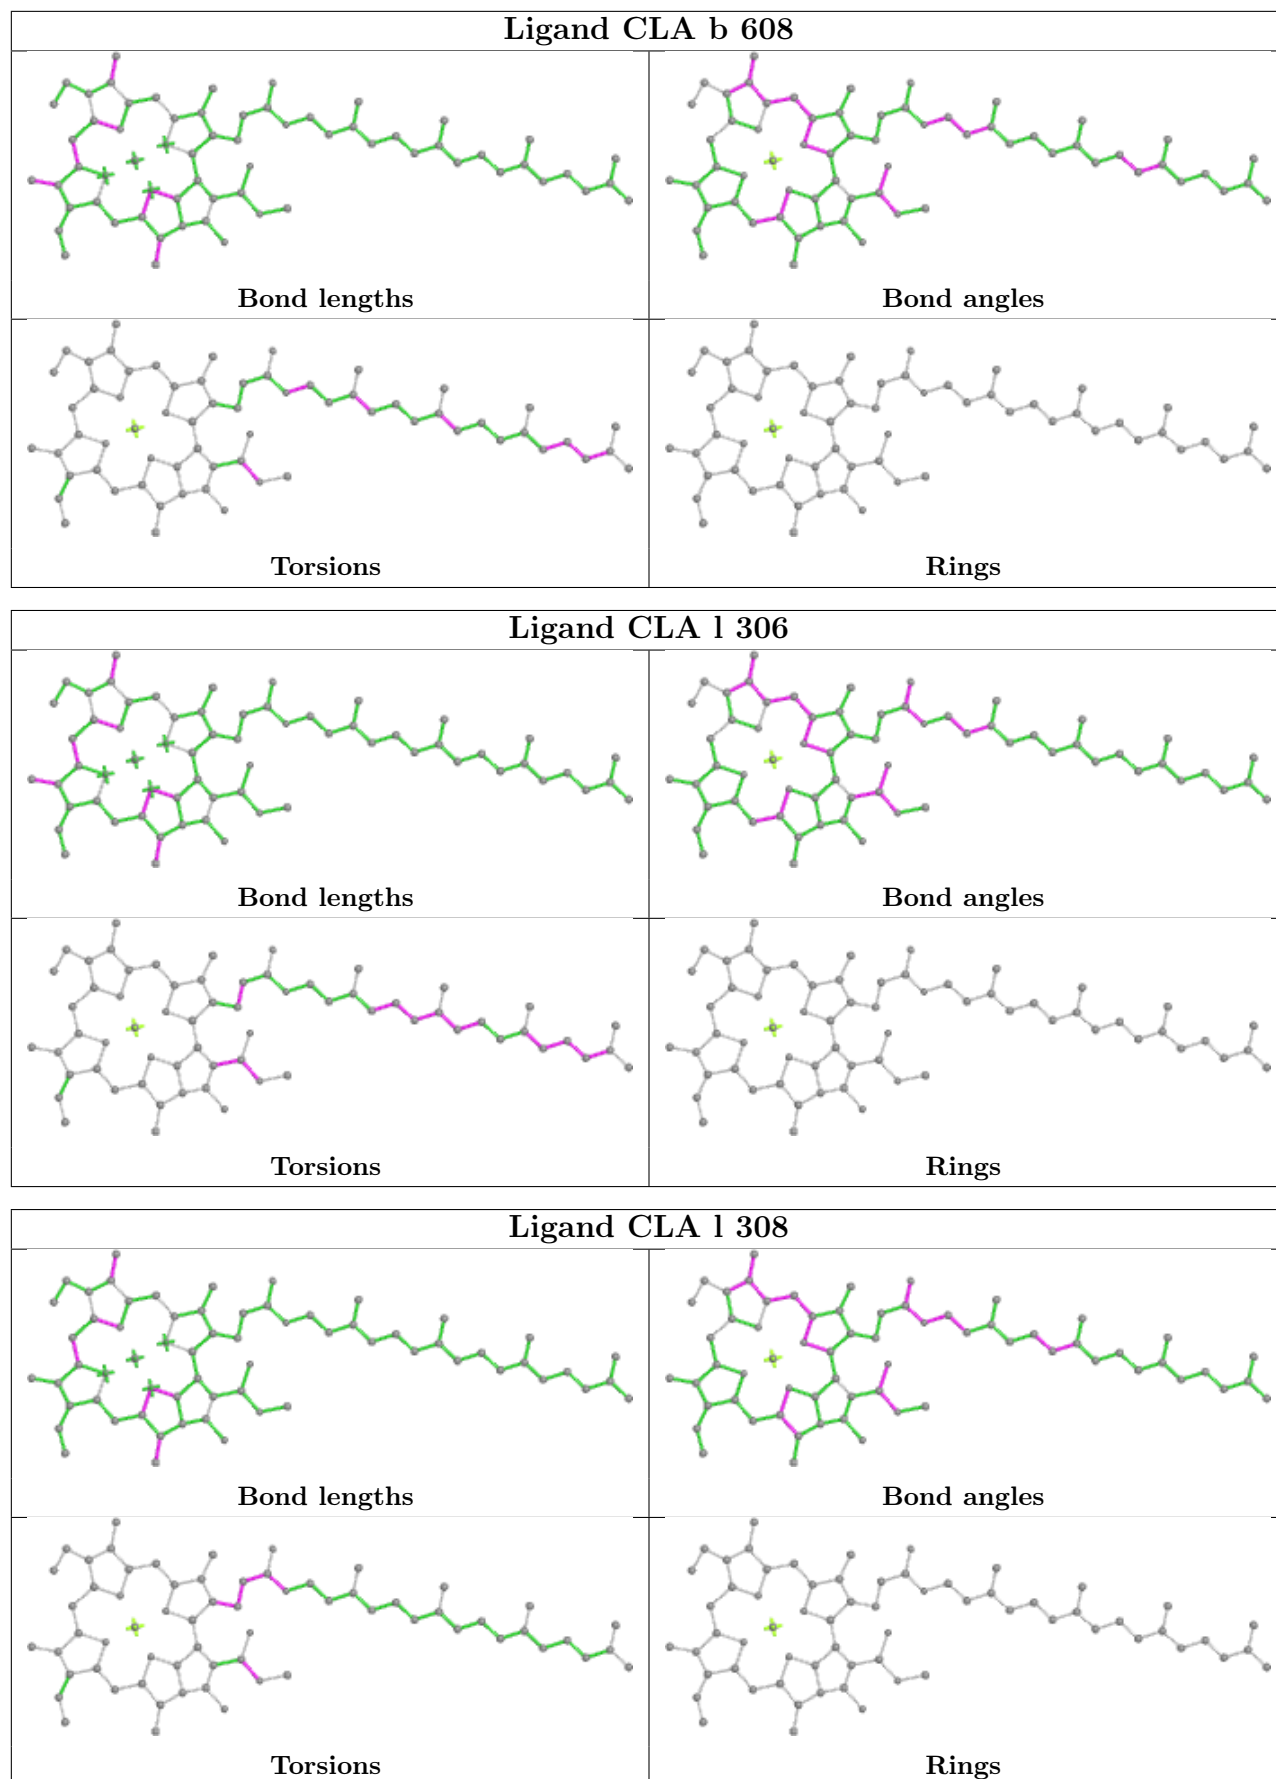 Ligand CLA b 608
Bond lengths
Bond angles
Torsions
Rings
Ligand CLA l 306
Bond lengths
Bond angles
Torsions
Rings
Ligand CLA l 308
Bond lengths
Bond angles
Torsions
Rings